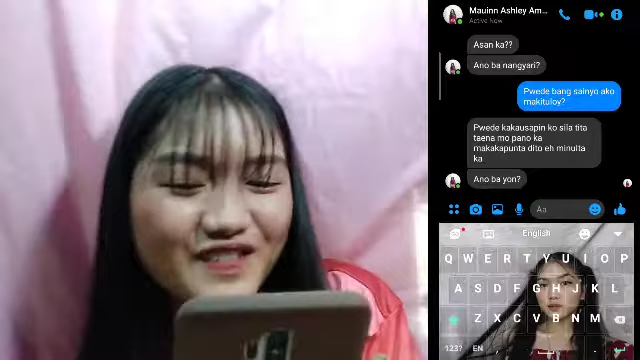 Mauinn Ashley Am...
Active Now
Asan ka??
Ano ba nangyari?
Pwede bang sainyo ako
makituloy?
Pwede kakausapin ko sila tita
taena mo pano ka
makakapunta dito eh minulta
ka
Ano ba yon?
Aa
English
Q W E R T Y U I O P
A S D F G H J K L
Z X C V B N M
123? EN , .